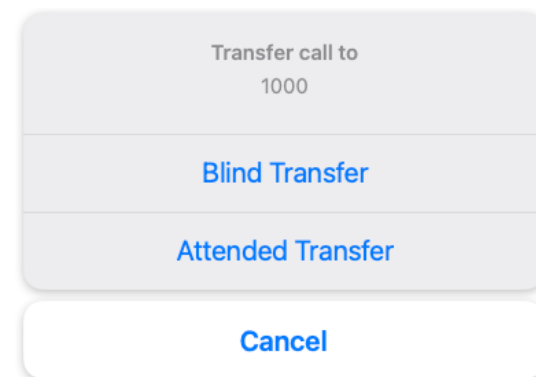 Transfer call to
1000
Blind Transfer
Attended Transfer
Cancel